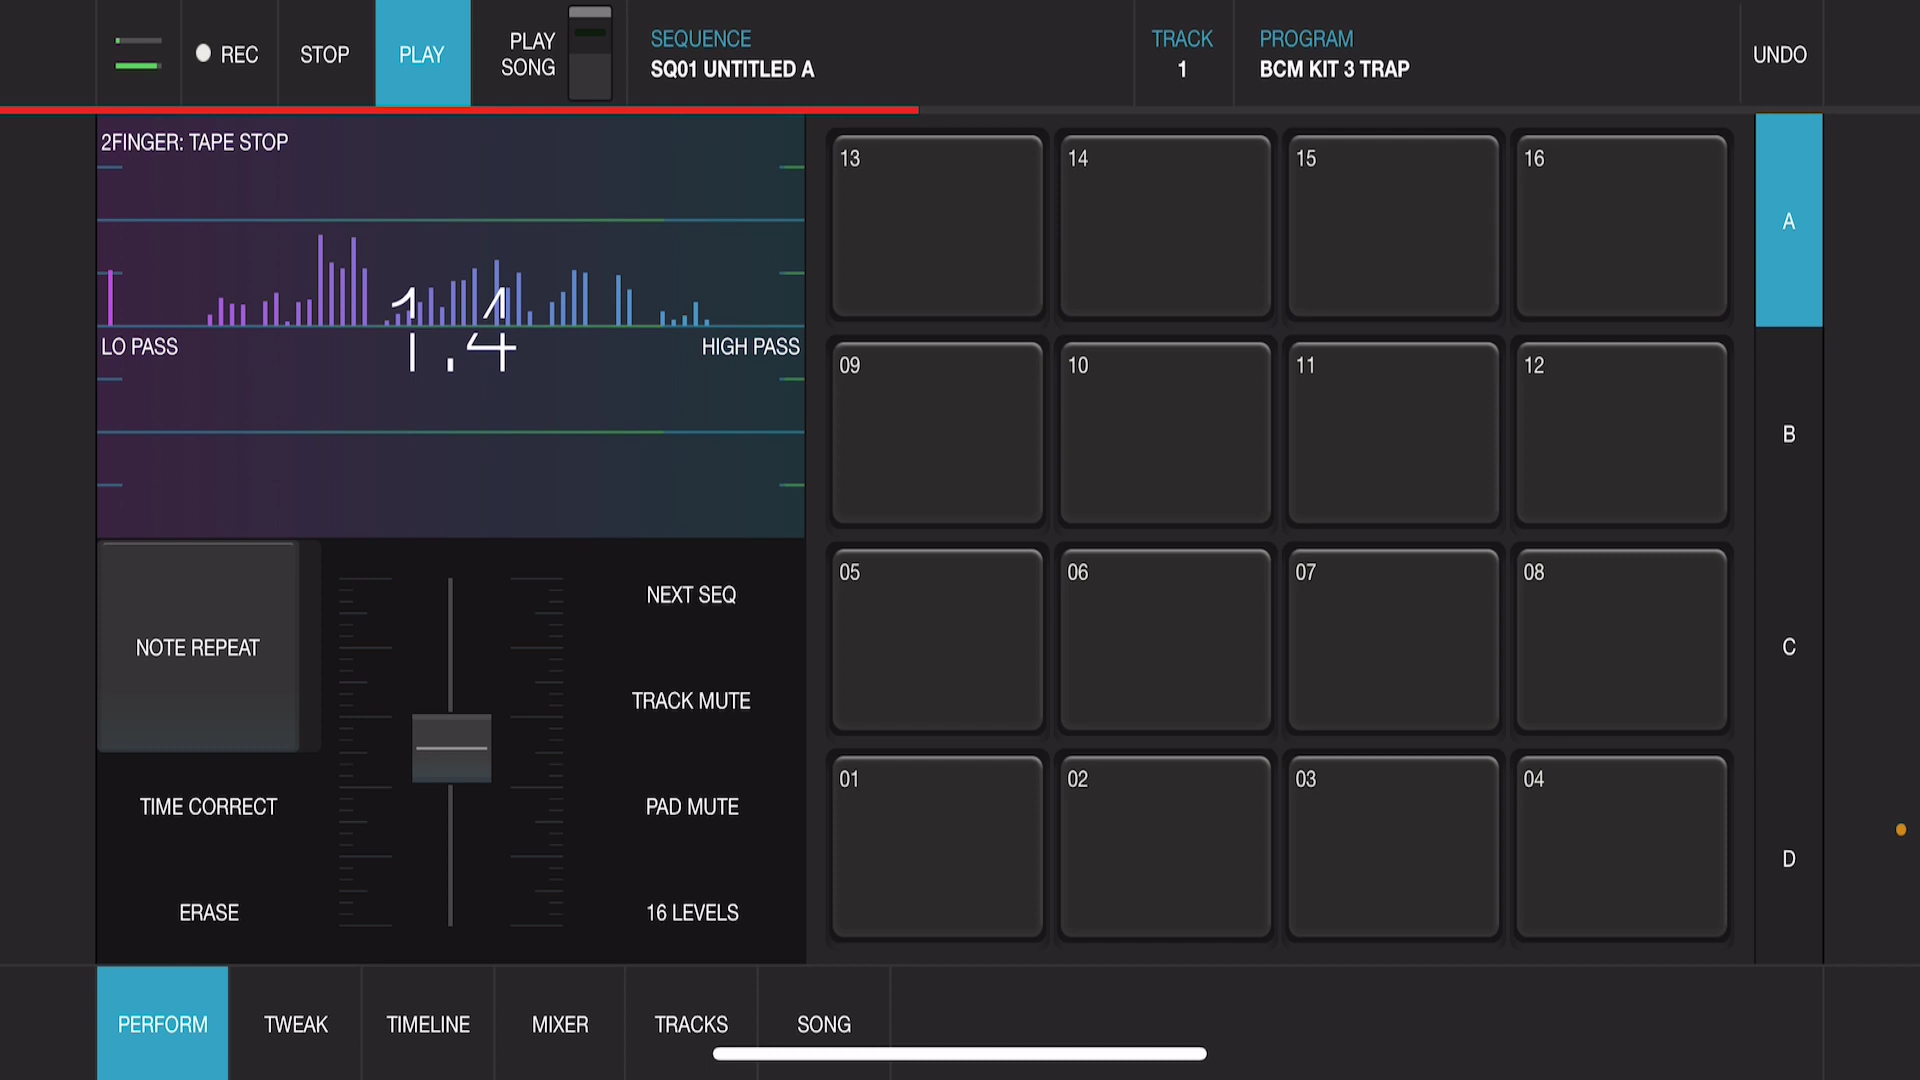 REC
STOP
PLAY
PLAY
SONG
SEQUENCE
SQ01 UNTITLED A
TRACK
1
PROGRAM
BCM KIT 3 TRAP
UNDO
2FINGER: TAPE STOP
1.4
LO PASS
HIGH PASS
NOTE REPEAT
TIME CORRECT
ERASE
NEXT SEQ
TRACK MUTE
PAD MUTE
16 LEVELS
13
14
15
16
09
10
11
12
05
06
07
08
01
02
03
04
A
B
C
D
PERFORM
TWEAK
TIMELINE
MIXER
TRACKS
SONG